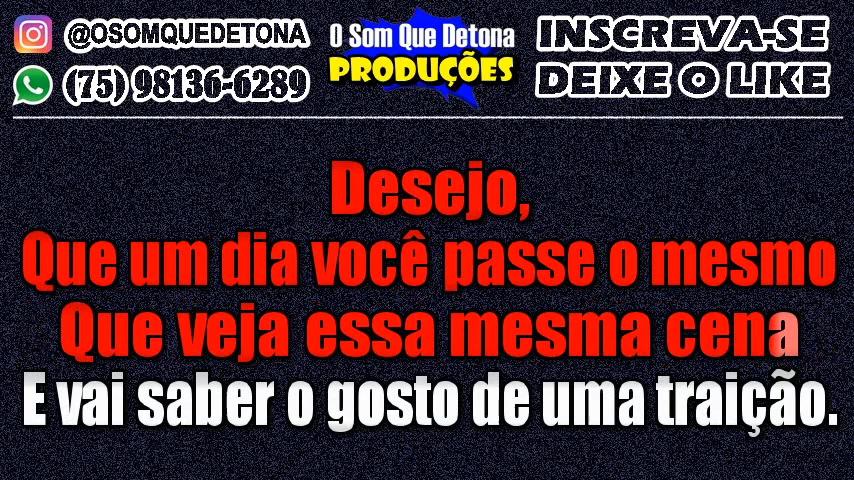 @OSOMQUEDETONA
(75) 98136-6289
O Som Que Detona
PRODUÇÕES
INSCREVA-SE
DEIXE O LIKE
Desejo,
Que um dia você passe o mesmo
Que veja essa mesma cena
E vai saber o gosto de uma traição.